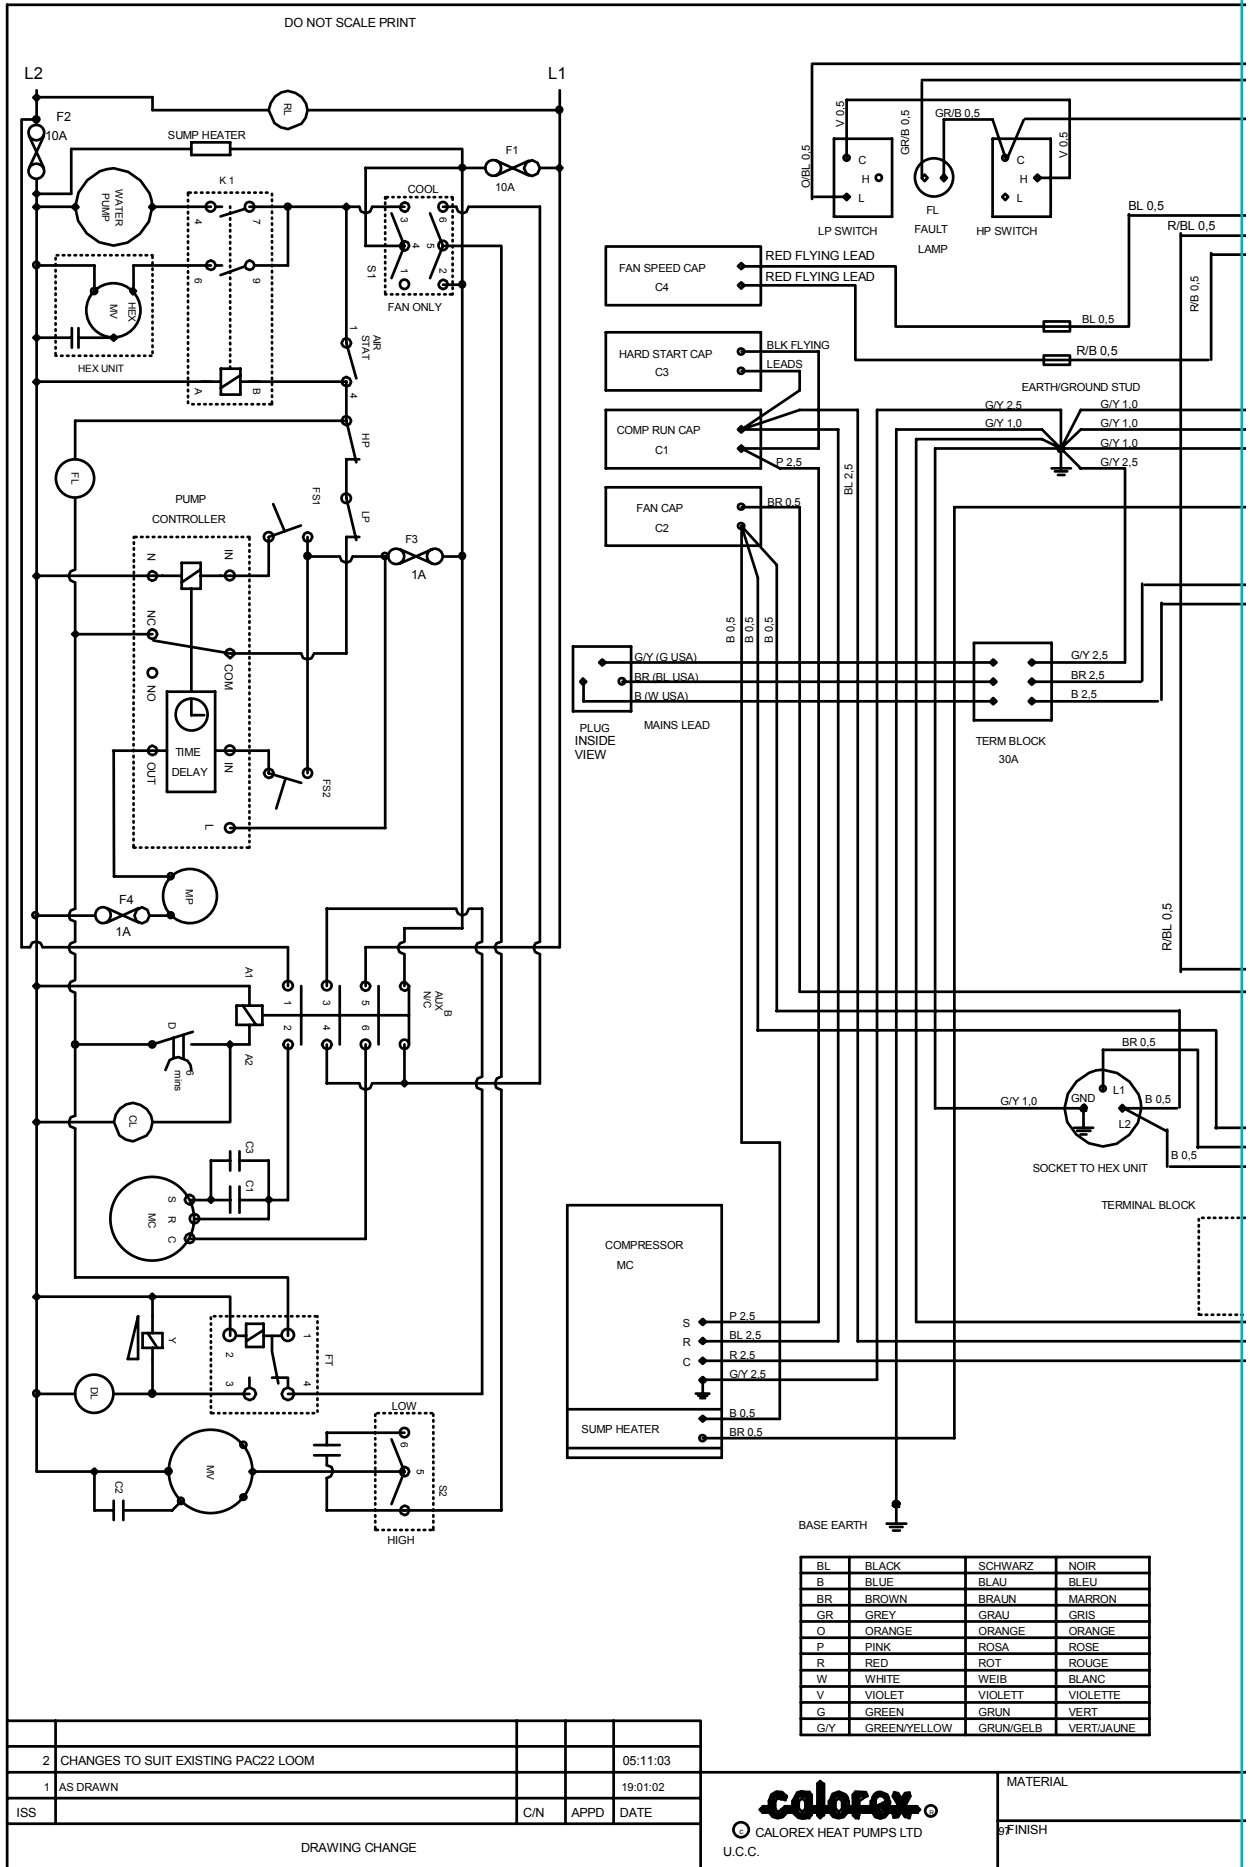 DO NOT SCALE PRINT
L2
L1
RL
F2
10A
SUMP HEATER
F1
10A
K 1
COOL
WATER
PUMP
4
7
3
6
4
5
6
9
1
2
S1
FAN ONLY
MV
HEX
HEX UNIT
1
AIR
STAT
A
B
4
HP
FL
PUMP
CONTROLLER
FS1
LP
F3
1A
N
IN
NC
COM
NO
TIME
DELAY
OUT
IN
FS2
L
MP
F4
1A
A1
1
3
5
AUX
N/C
B
D
2
4
6
A2
6
mins
CL
C3
C1
S
R
C
MC
Y
2
1
3
4
FT
DL
LOW
6
5
S2
HIGH
MV
C2
O/BL 0,5
V 0,5
GR/B 0,5
GR/B 0,5
V 0,5
C
H
L
C
H
L
LP SWITCH
FL
FAULT
LAMP
HP SWITCH
BL 0,5
R/BL 0,5
R/B 0,5
FAN SPEED CAP
C4
RED FLYING LEAD
RED FLYING LEAD
BL 0,5
R/B 0,5
HARD START CAP
C3
BLK FLYING
LEADS
EARTH/GROUND STUD
COMP RUN CAP
C1
P 2,5
BL 2,5
G/Y 2.5
G/Y 1,0
G/Y 1,0
G/Y 1,0
G/Y 1,0
G/Y 2,5
FAN CAP
C2
BR 0,5
B 0,5
B 0,5
B 0,5
G/Y (G USA)
BR (BL USA)
B (W USA)
PLUG
INSIDE
VIEW
MAINS LEAD
G/Y 2,5
BR 2,5
B 2,5
TERM BLOCK
30A
R/BL 0,5
BR 0,5
G/Y 1,0
GND
L1
L2
B 0,5
B 0,5
SOCKET TO HEX UNIT
TERMINAL BLOCK
COMPRESSOR
MC
S
P 2,5
R
BL 2,5
C
R 2,5
G/Y 2,5
SUMP HEATER
B 0,5
BR 0,5
BASE EARTH
BL BLACK SCHWARZ NOIR
B BLUE BLAU BLEU
BR BROWN BRAUN MARRON
GR GREY GRAU GRIS
O ORANGE ORANGE ORANGE
P PINK ROSA ROSE
R RED ROT ROUGE
W WHITE WEIB BLANC
V VIOLET VIOLETT VIOLETTE
G GREEN GRUN VERT
G/Y GREEN/YELLOW GRUN/GELB VERT/JAUNE
2 CHANGES TO SUIT EXISTING PAC22 LOOM 05:11:03
1 AS DRAWN 19:01:02
ISS C/N APPD DATE
DRAWING CHANGE
calorex ®
© CALOREX HEAT PUMPS LTD
U.C.C.
MATERIAL
97
FINISH